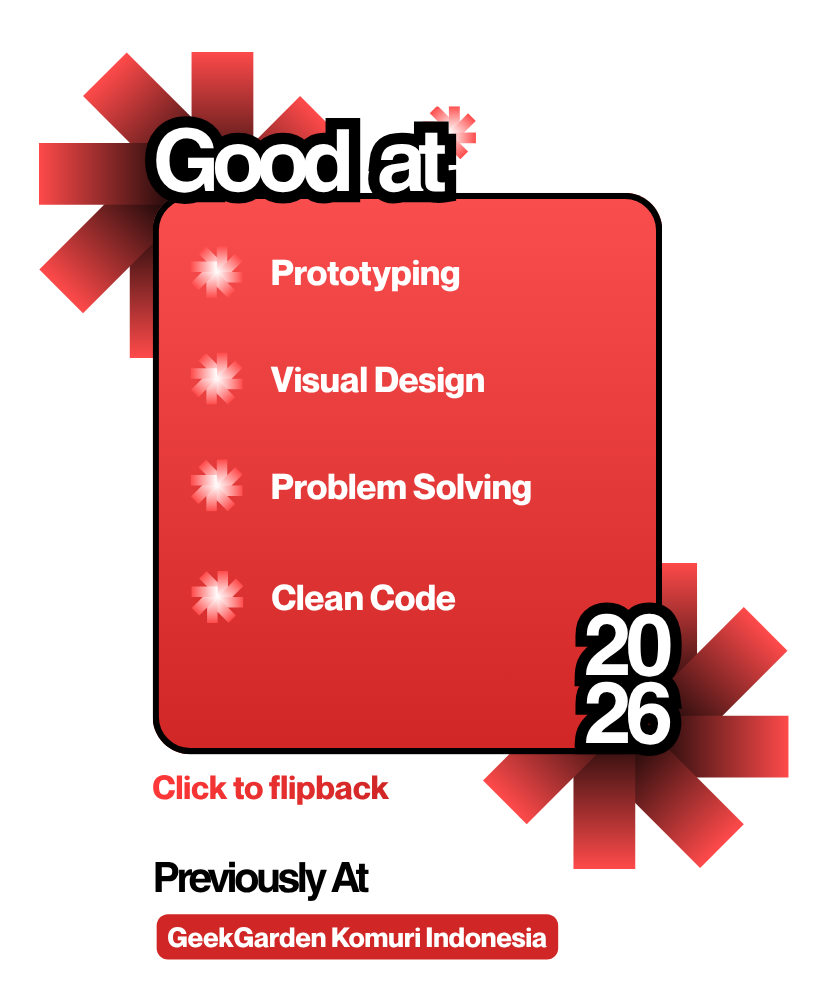 Good at
Prototyping
Visual Design
Problem Solving
Clean Code
20
26
Click to flipback
Previously At
GeekGarden Komuri Indonesia